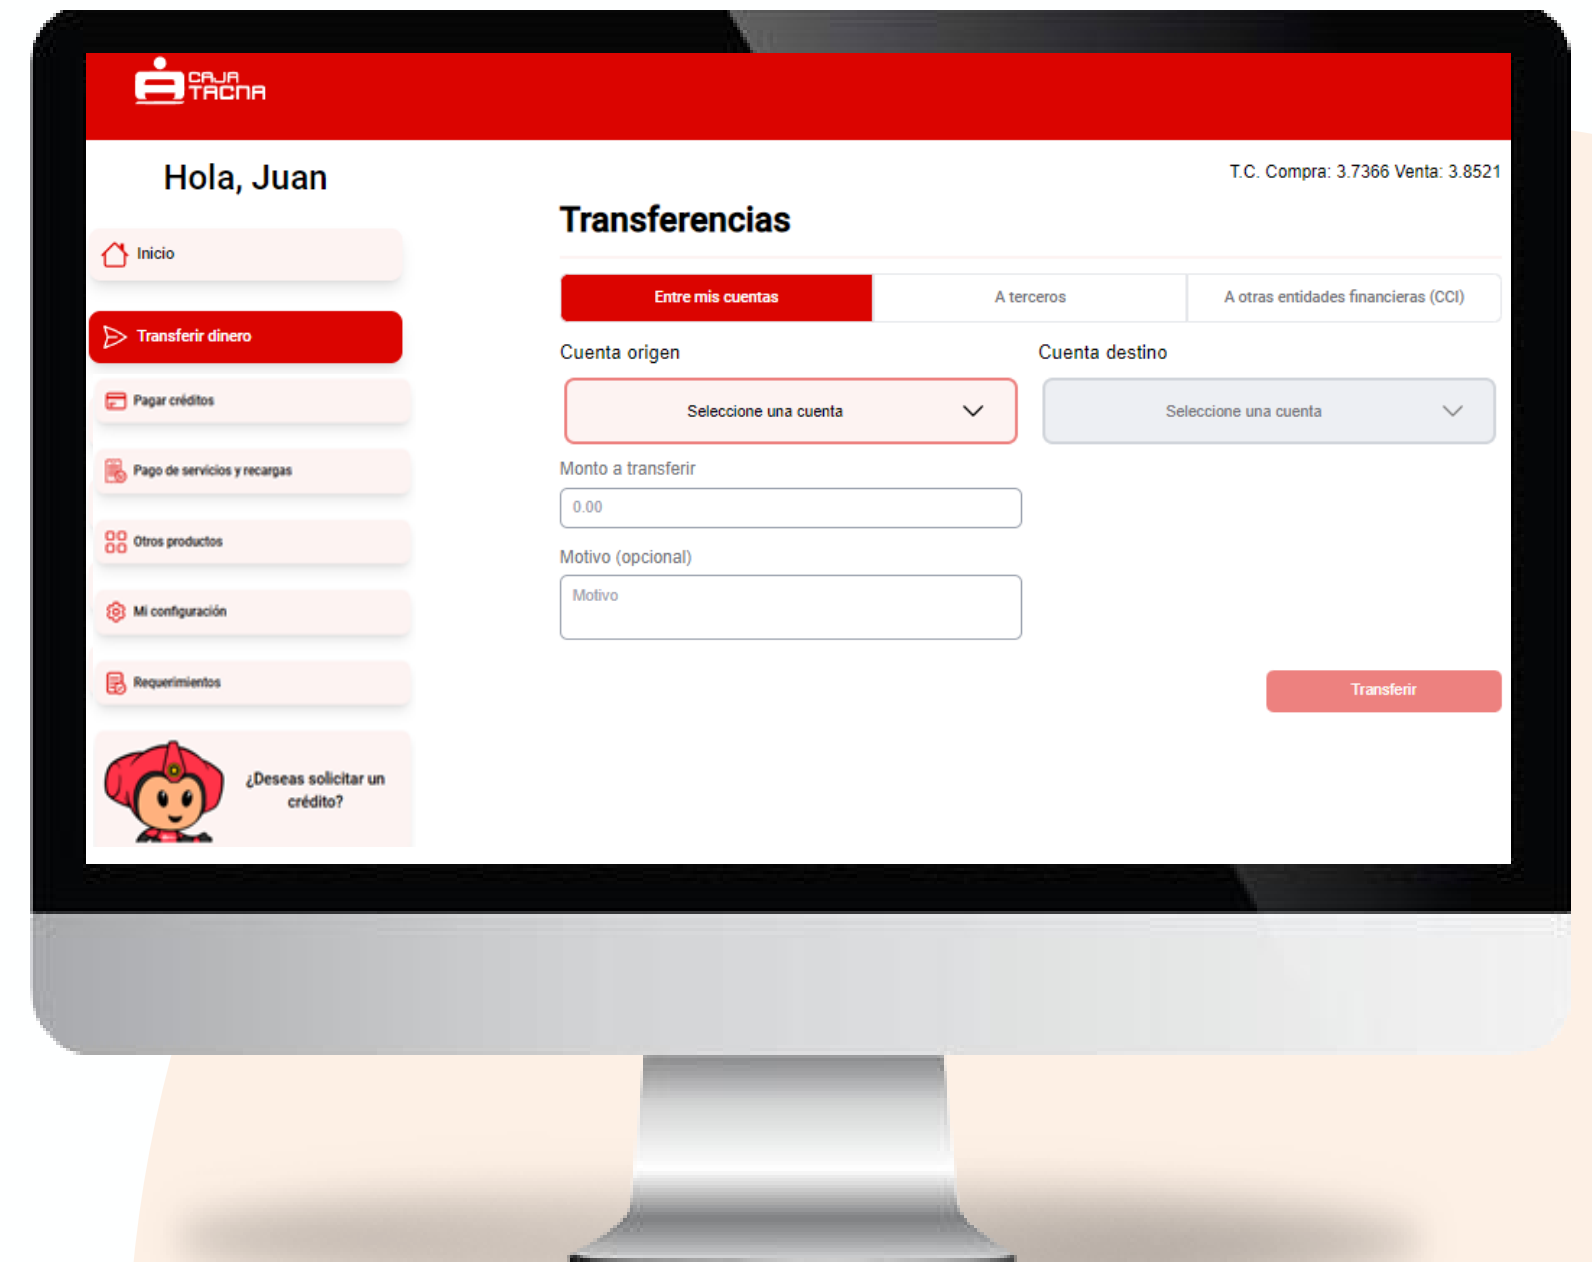 CAJA
TACNA
Hola, Juan
T.C. Compra: 3.7366 Venta: 3.8521
Transferencias
Inicio
Transferir dinero
Pagar créditos
Pago de servicios y recargas
Otros productos
Mi configuración
Requerimientos
¿Deseas solicitar un
crédito?
Entre mis cuentas
A terceros
A otras entidades financieras (CCI)
Cuenta origen
Cuenta destino
Seleccione una cuenta
Seleccione una cuenta
Monto a transferir
0.00
Motivo (opcional)
Motivo
Transferir